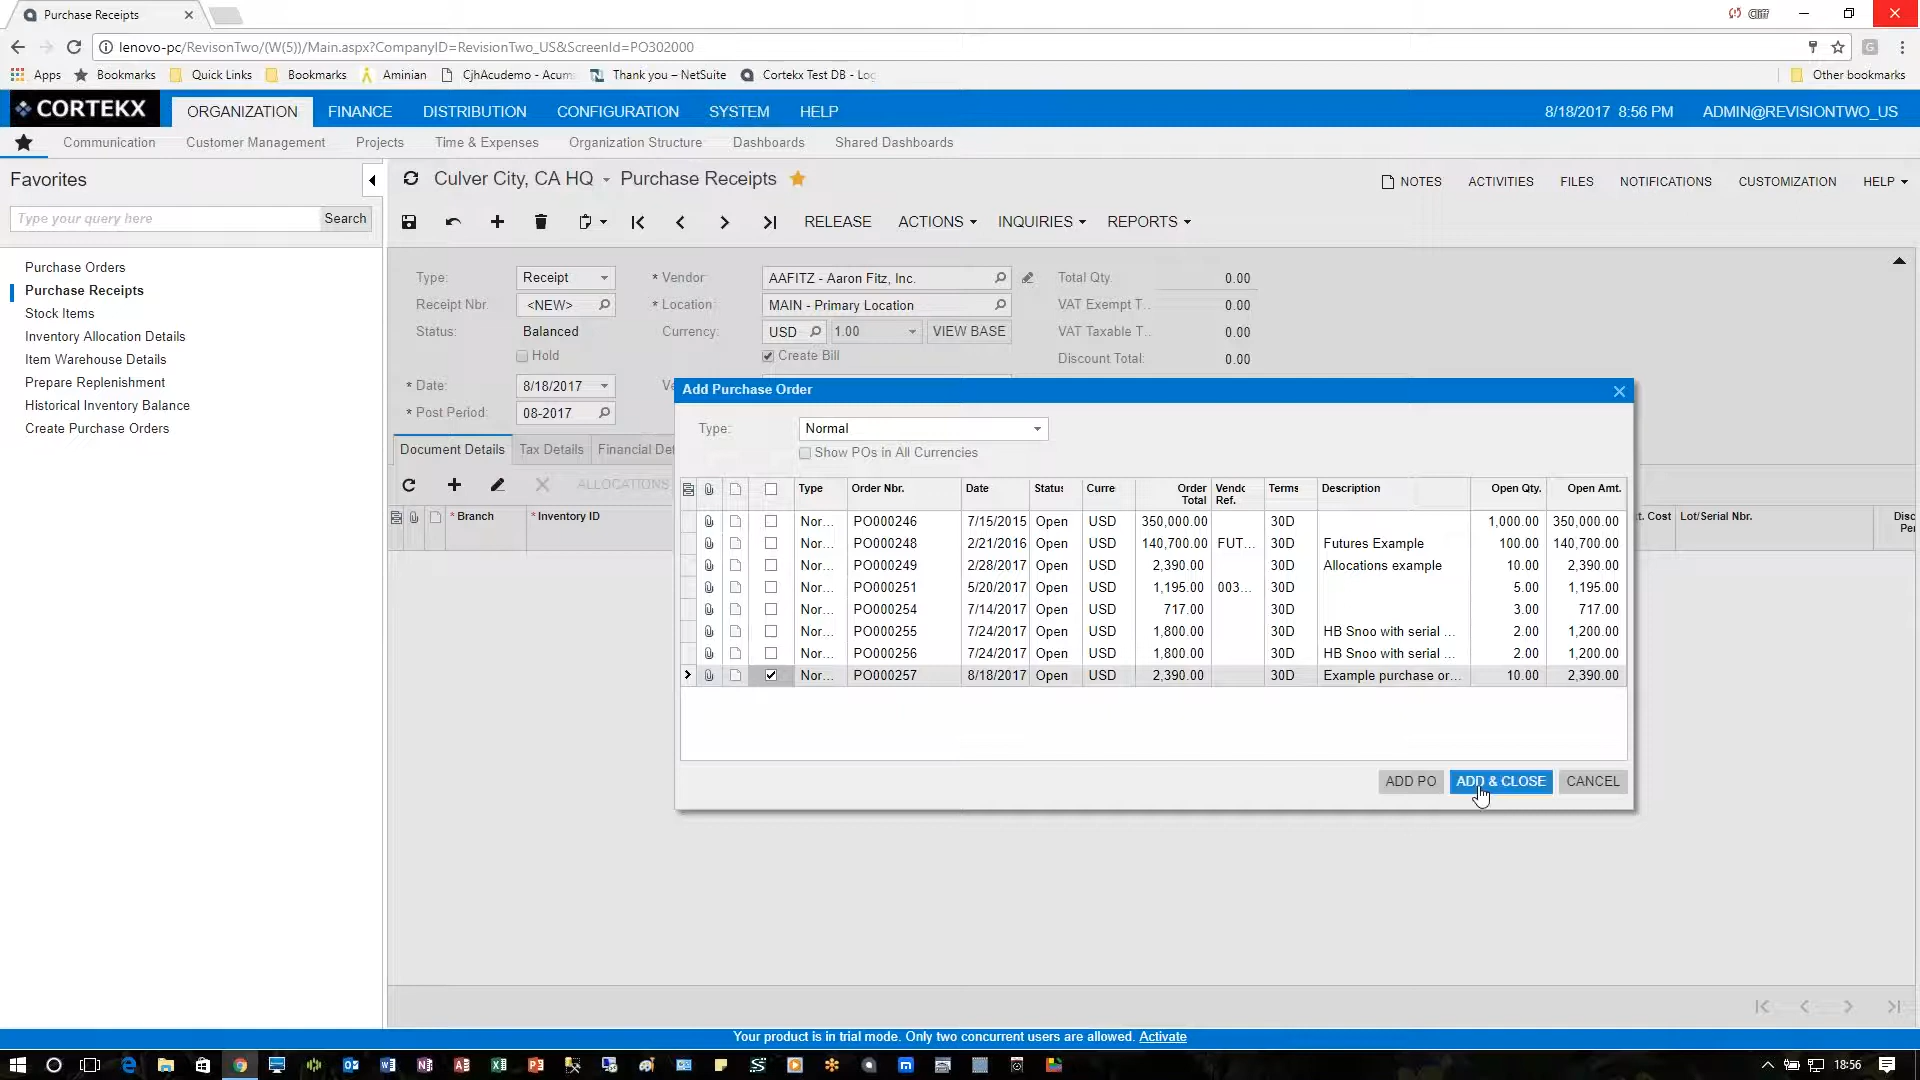 Purchase Receipts
Cliff
lenovo-pc/RevisonTwo/(W(5))/Main.aspx?CompanyID=RevisionTwo_US&ScreenId=PO302000
Apps Bookmarks Quick Links Bookmarks Aminian CjhAcudemo - Acum Thank you – NetSuite Cortekx Test DB - Log Other bookmarks
CORTEKX ORGANIZATION FINANCE DISTRIBUTION CONFIGURATION SYSTEM HELP 8/18/2017 8:56 PM ADMIN@REVISIONTWO_US
Communication Customer Management Projects Time & Expenses Organization Structure Dashboards Shared Dashboards
Favorites
Type your query here Search
Purchase Orders
Purchase Receipts
Stock Items
Inventory Allocation Details
Item Warehouse Details
Prepare Replenishment
Historical Inventory Balance
Create Purchase Orders
Culver City, CA HQ - Purchase Receipts NOTES ACTIVITIES FILES NOTIFICATIONS CUSTOMIZATION HELP
RELEASE ACTIONS INQUIRIES REPORTS
Type: Receipt * Vendor: AAFITZ - Aaron Fitz, Inc. Total Qty. 0.00
Receipt Nbr. <NEW> * Location: MAIN - Primary Location VAT Exempt T... 0.00
Status: Balanced Currency: USD 1.00 VIEW BASE VAT Taxable T... 0.00
Hold Create Bill Discount Total: 0.00
* Date: 8/18/2017 Ve
* Post Period: 08-2017
Document Details Tax Details Financial Det
ALLOCATIONS
* Branch * Inventory ID t. Cost Lot/Serial Nbr. Disc Per
Add Purchase Order
Type: Normal
Show POs in All Currencies
Type Order Nbr. Date Status Curre Order Total Vendc Ref. Terms Description Open Qty. Open Amt.
Nor... PO000246 7/15/2015 Open USD 350,000.00 30D 1,000.00 350,000.00
Nor... PO000248 2/21/2016 Open USD 140,700.00 FUT... 30D Futures Example 100.00 140,700.00
Nor... PO000249 2/28/2017 Open USD 2,390.00 30D Allocations example 10.00 2,390.00
Nor... PO000251 5/20/2017 Open USD 1,195.00 003... 30D 5.00 1,195.00
Nor... PO000254 7/14/2017 Open USD 717.00 30D 3.00 717.00
Nor... PO000255 7/24/2017 Open USD 1,800.00 30D HB Snoo with serial ... 2.00 1,200.00
Nor... PO000256 7/24/2017 Open USD 1,800.00 30D HB Snoo with serial ... 2.00 1,200.00
Nor... PO000257 8/18/2017 Open USD 2,390.00 30D Example purchase or... 10.00 2,390.00
ADD PO ADD & CLOSE CANCEL
Your product is in trial mode. Only two concurrent users are allowed. Activate
18:56